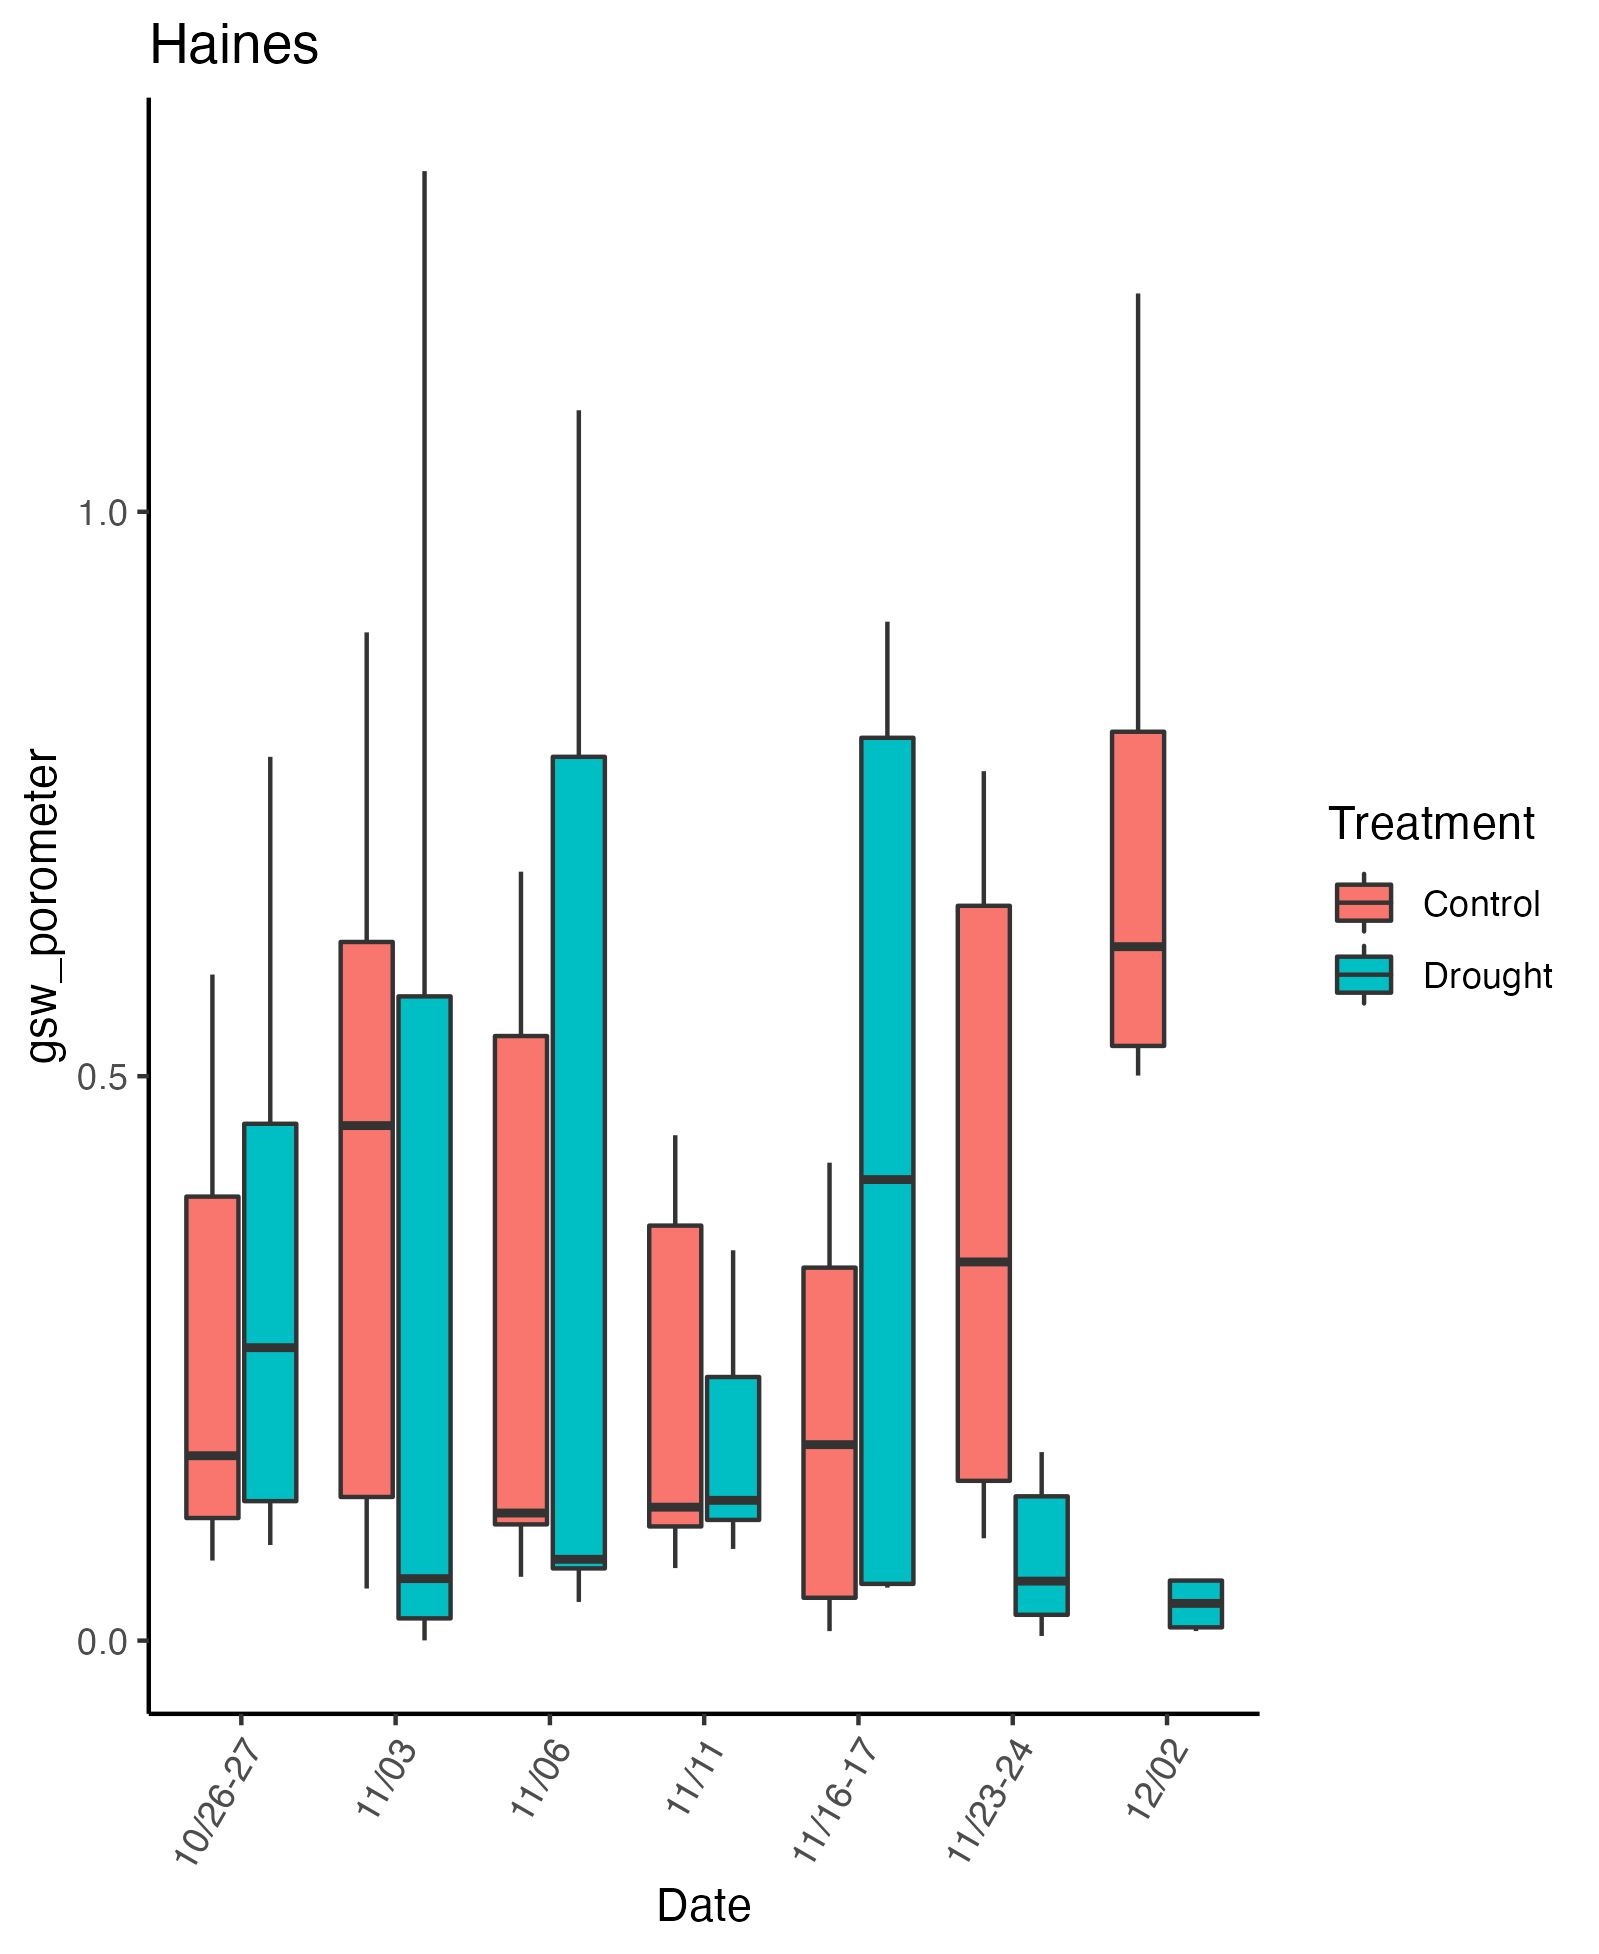 Haines
gsw_porometer
1.0
0.5
0.0
10/26-27
11/03
11/06
11/11
11/16-17
11/23-24
12/02
Date
Treatment
Control
Drought